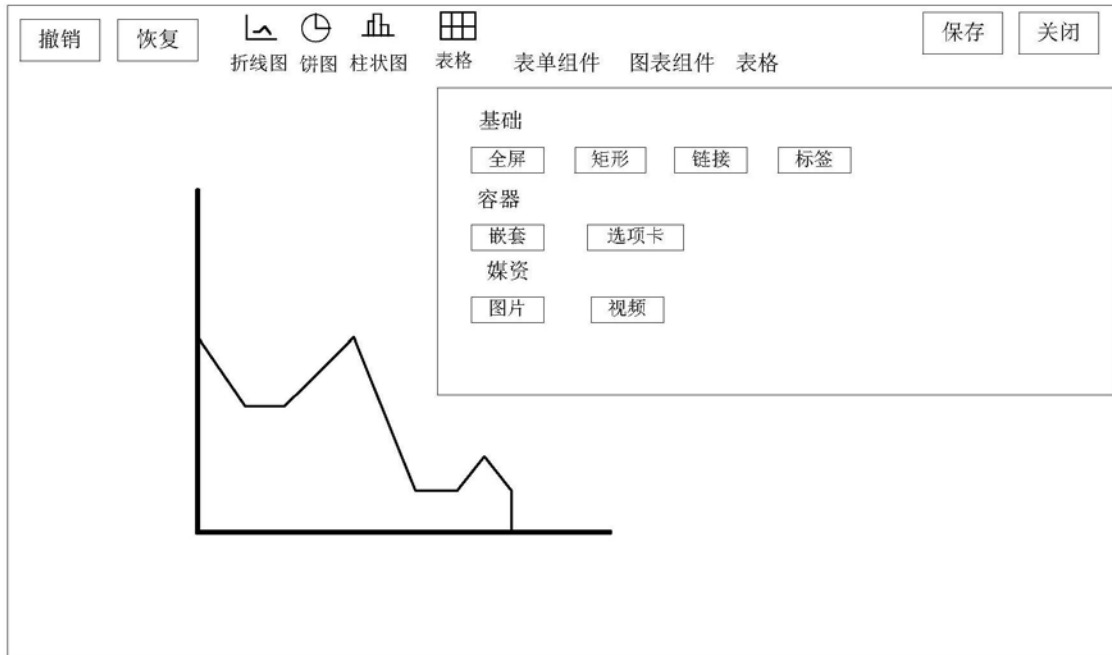 撤销 恢复 折线图 饼图 柱状图 表格 表单组件 图表组件 表格 保存 关闭
基础
全屏 矩形 链接 标签
容器
嵌套 选项卡
媒资
图片 视频